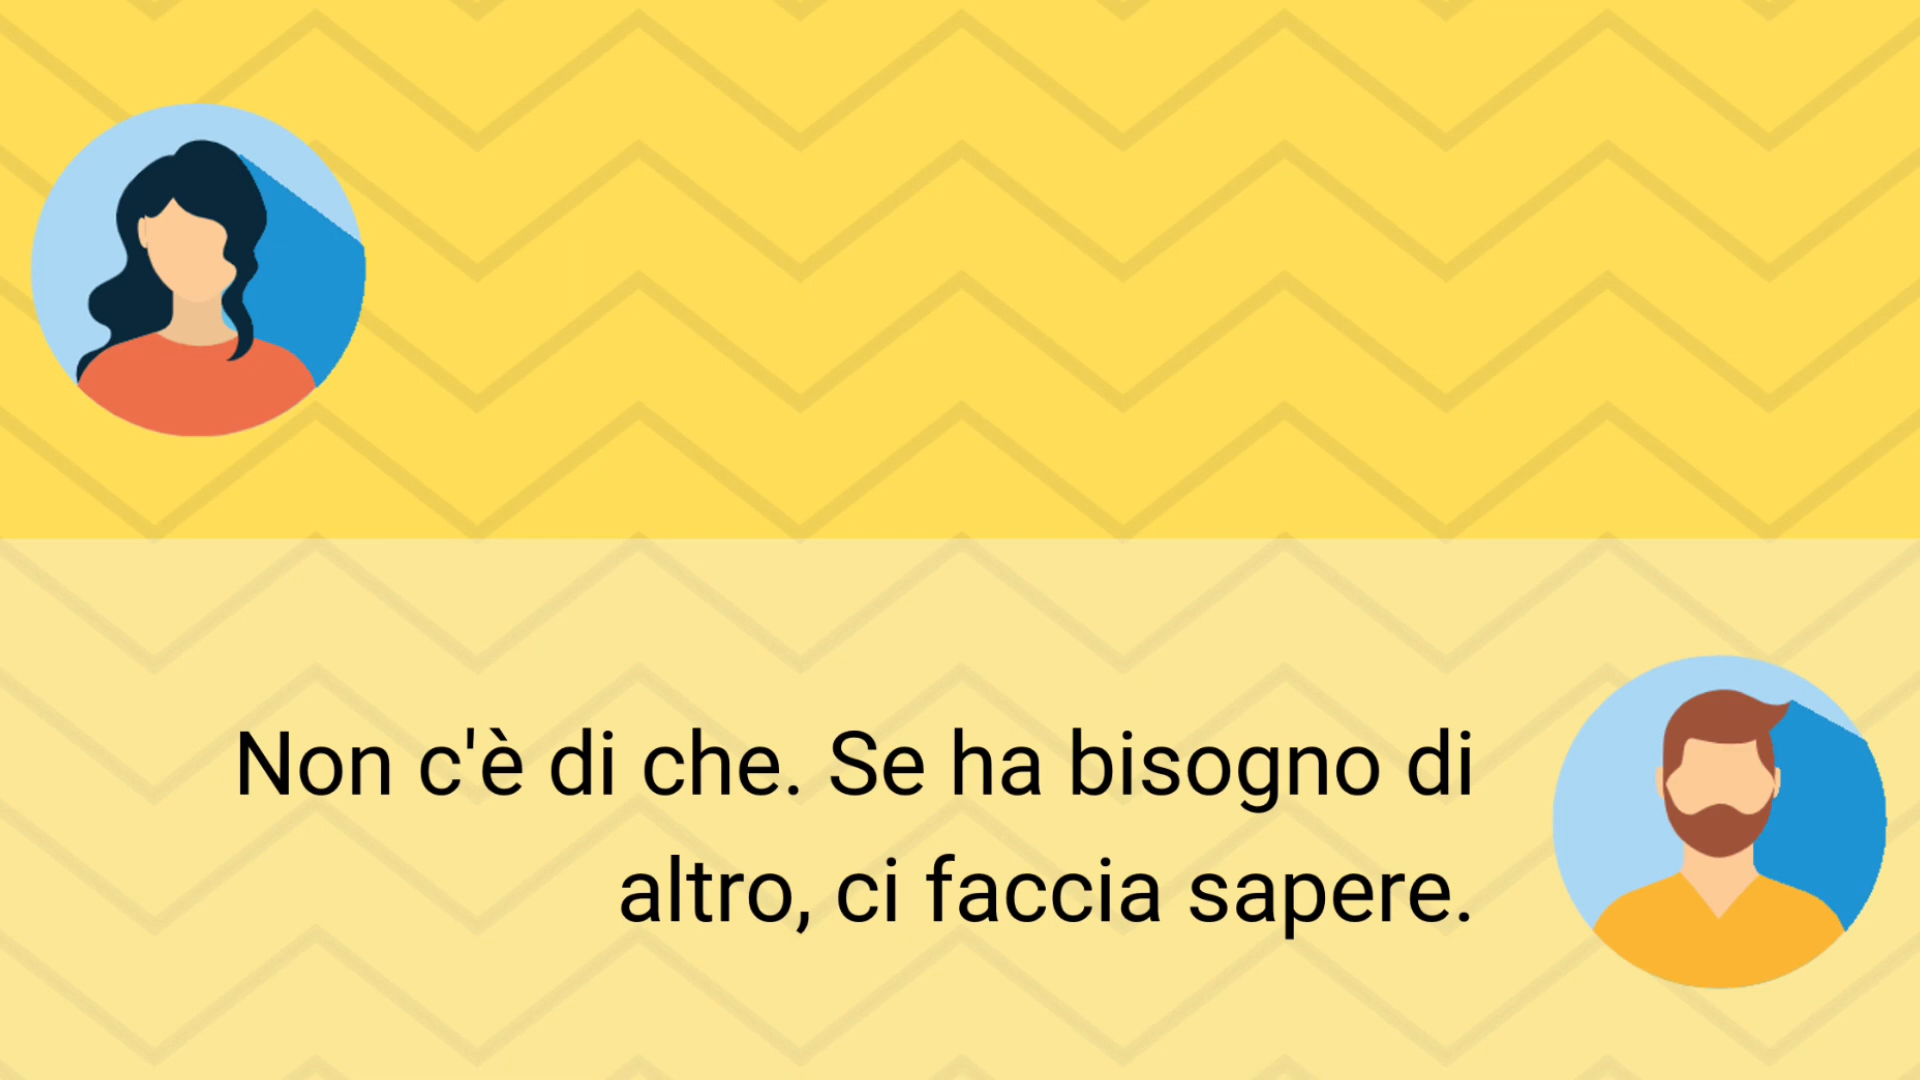 Non c'è di che. Se ha bisogno di
altro, ci faccia sapere.